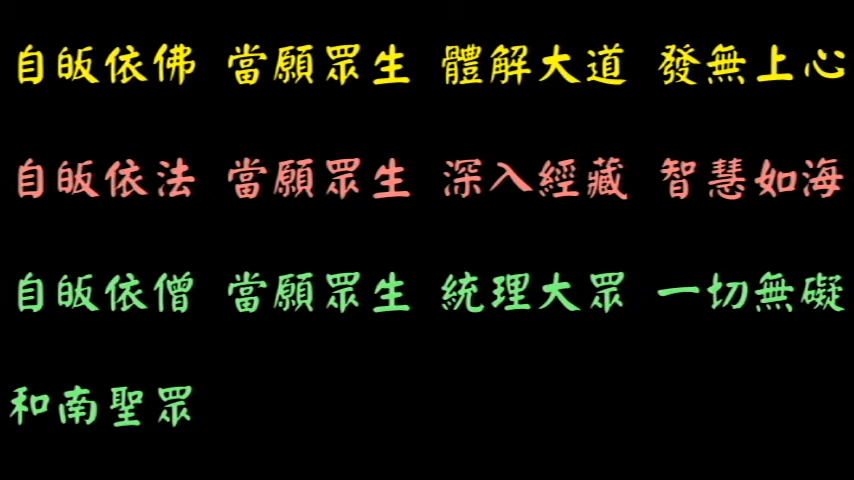 自皈依佛 當願眾生 體解大道 發無上心
自皈依法 當願眾生 深入經藏 智慧如海
自皈依僧 當願眾生 統理大眾 一切無礙
和南聖眾